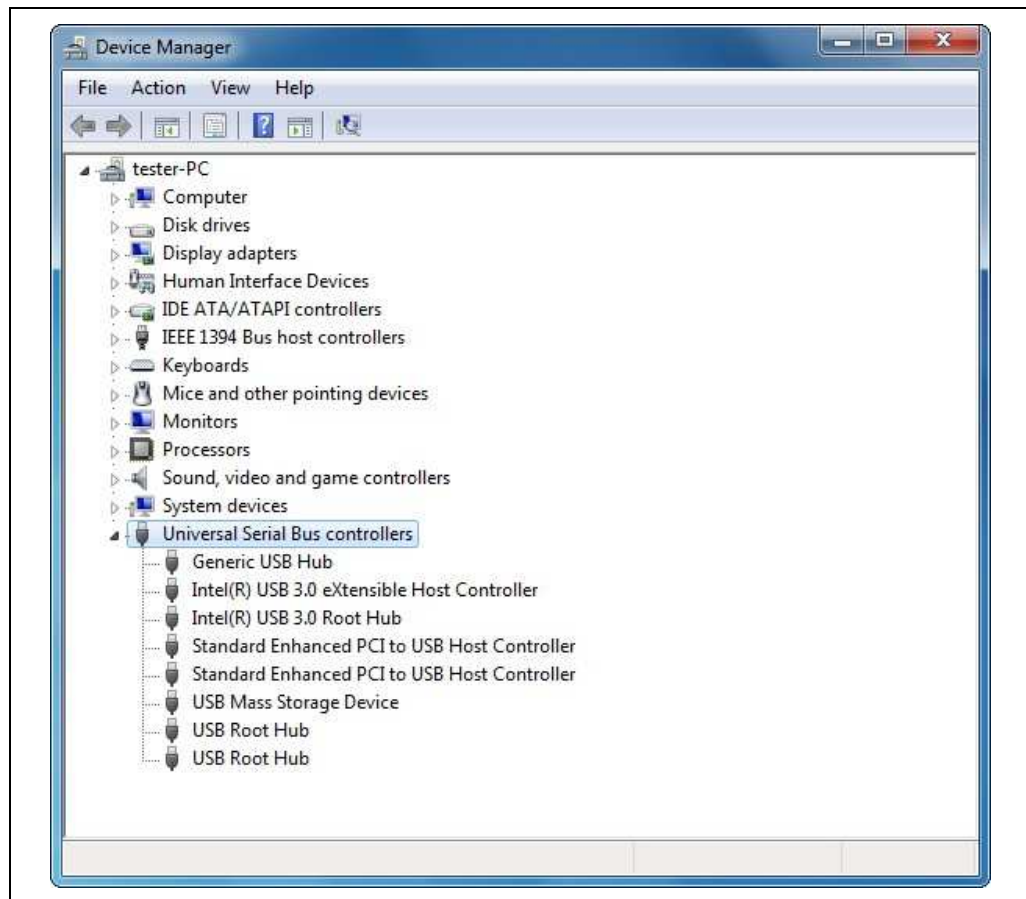 Device Manager
File Action View Help
tester-PC
Computer
Disk drives
Display adapters
Human Interface Devices
IDE ATA/ATAPI controllers
IEEE 1394 Bus host controllers
Keyboards
Mice and other pointing devices
Monitors
Processors
Sound, video and game controllers
System devices
Universal Serial Bus controllers
Generic USB Hub
Intel(R) USB 3.0 eXtensible Host Controller
Intel(R) USB 3.0 Root Hub
Standard Enhanced PCI to USB Host Controller
Standard Enhanced PCI to USB Host Controller
USB Mass Storage Device
USB Root Hub
USB Root Hub